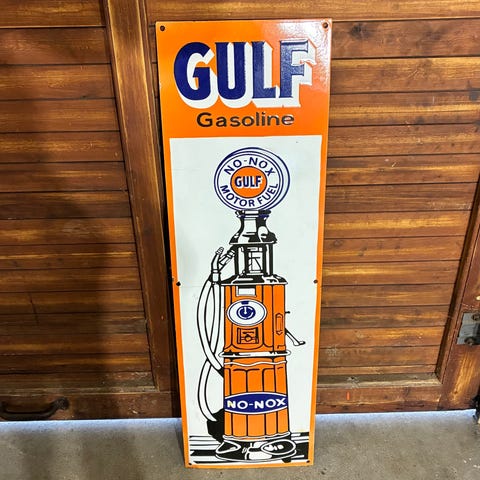 GULF
Gasoline
NO-NOX
GULF
MOTOR FUEL
NO-NOX